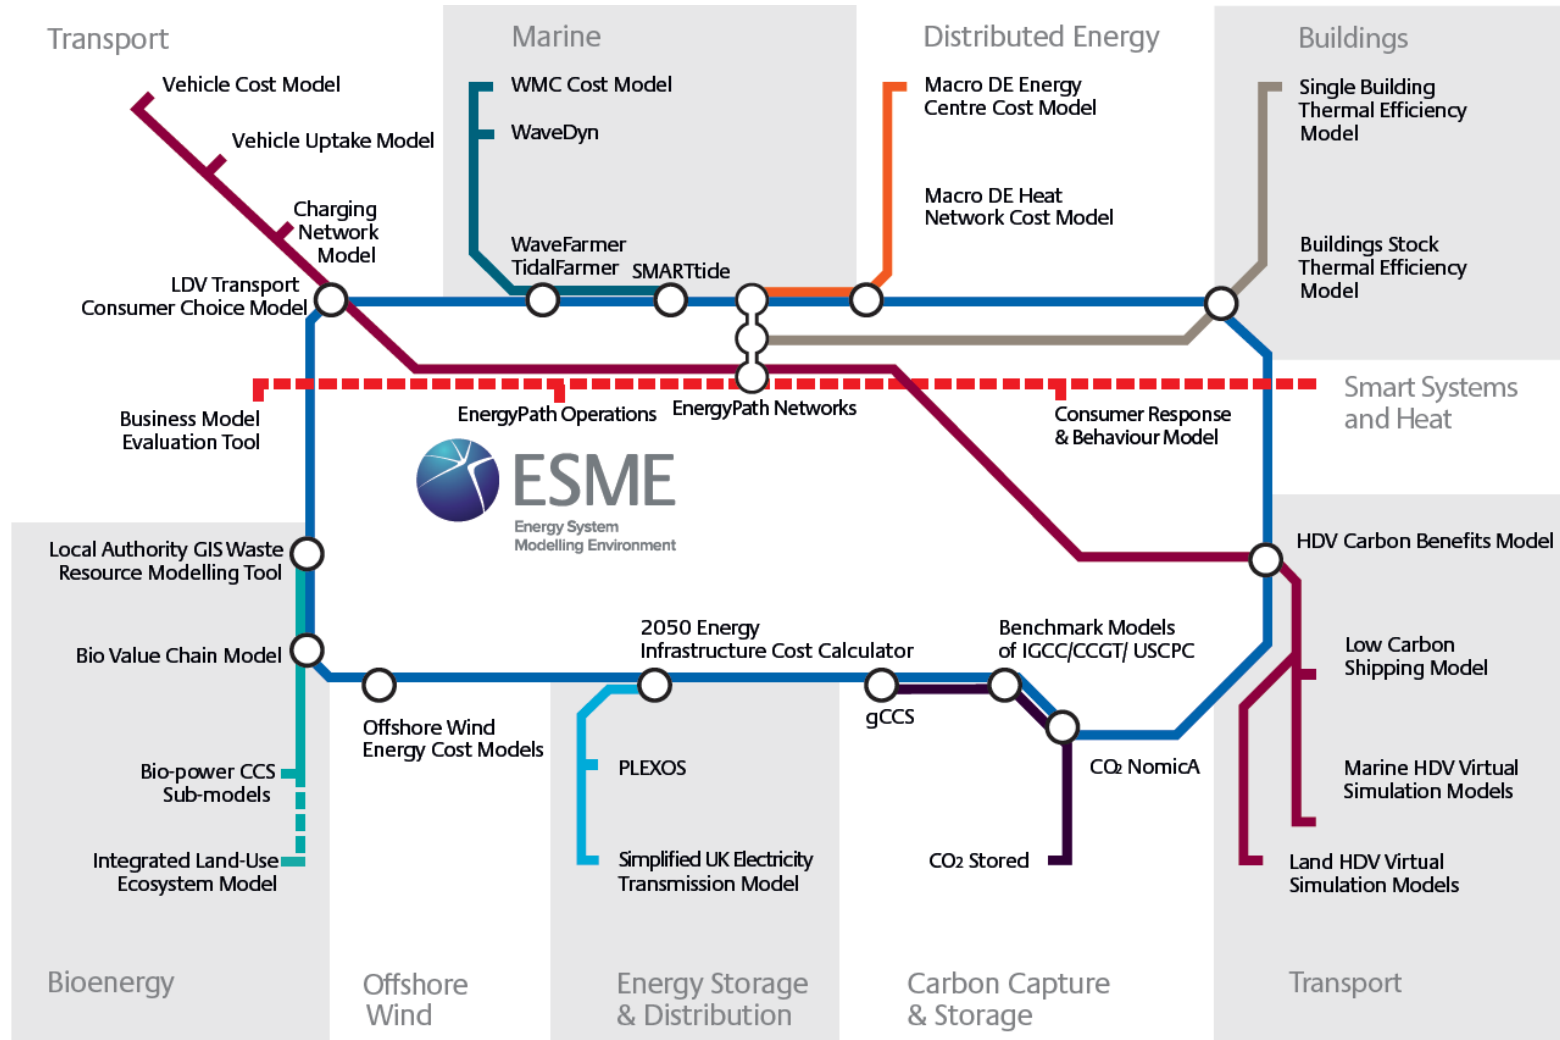 Transport
Marine
Distributed Energy
Buildings
Vehicle Cost Model
Vehicle Uptake Model
Charging
Network
Model
LDV Transport
Consumer Choice Model
WMC Cost Model
WaveDyn
WaveFarmer
TidalFarmer
SMARTtide
Macro DE Energy
Centre Cost Model
Macro DE Heat
Network Cost Model
Single Building
Thermal Efficiency
Model
Buildings Stock
Thermal Efficiency
Model
Business Model
Evaluation Tool
EnergyPath Operations
EnergyPath Networks
Consumer Response
& Behaviour Model
Smart Systems
and Heat
ESME
Energy System
Modelling Environment
Local Authority GIS Waste
Resource Modelling Tool
Bio Value Chain Model
Bio-power CCS
Sub-models
Integrated Land-Use
Ecosystem Model
Offshore Wind
Energy Cost Models
2050 Energy
Infrastructure Cost Calculator
PLEXOS
Simplified UK Electricity
Transmission Model
gCCS
Benchmark Models
of IGCC/CCGT/ USCPC
CO2 NomicA
CO2 Stored
HDV Carbon Benefits Model
Low Carbon
Shipping Model
Marine HDV Virtual
Simulation Models
Land HDV Virtual
Simulation Models
Bioenergy
Offshore
Wind
Energy Storage
& Distribution
Carbon Capture
& Storage
Transport